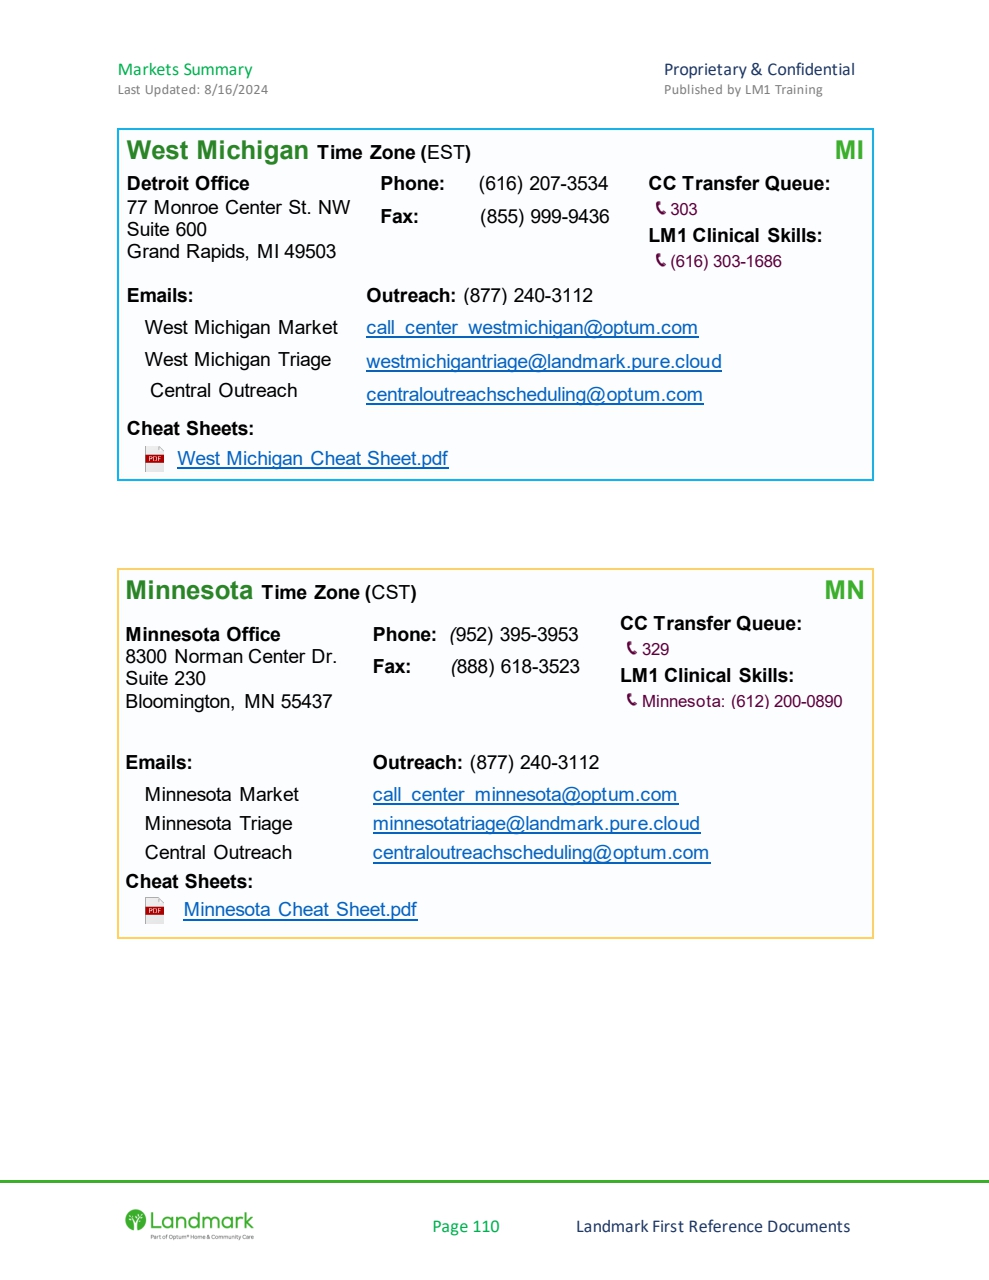 Markets Summary
Proprietary & Confidential
Last Updated: 8/16/2024
Published by LM1 Training
West Michigan Time Zone (EST)
MI
Detroit Office
77 Monroe Center St. NW
Suite 600
Grand Rapids, MI 49503
Phone: (616) 207-3534
Fax: (855) 999-9436
CC Transfer Queue:
303
LM1 Clinical Skills:
(616) 303-1686
Emails:
Outreach: (877) 240-3112
West Michigan Market call_center_westmichigan@optum.com
West Michigan Triage westmichigantriage@landmark.pure.cloud
Central Outreach centraloutreachscheduling@optum.com
Cheat Sheets:
PDF West Michigan Cheat Sheet.pdf
Minnesota Time Zone (CST)
MN
Minnesota Office
8300 Norman Center Dr.
Suite 230
Bloomington, MN 55437
Phone: (952) 395-3953
Fax: (888) 618-3523
CC Transfer Queue:
329
LM1 Clinical Skills:
Minnesota: (612) 200-0890
Emails:
Outreach: (877) 240-3112
Minnesota Market call_center_minnesota@optum.com
Minnesota Triage minnesotatriage@landmark.pure.cloud
Central Outreach centraloutreachscheduling@optum.com
Cheat Sheets:
PDF Minnesota Cheat Sheet.pdf
Landmark
Part of Optum® Home & Community Care
Page 110
Landmark First Reference Documents